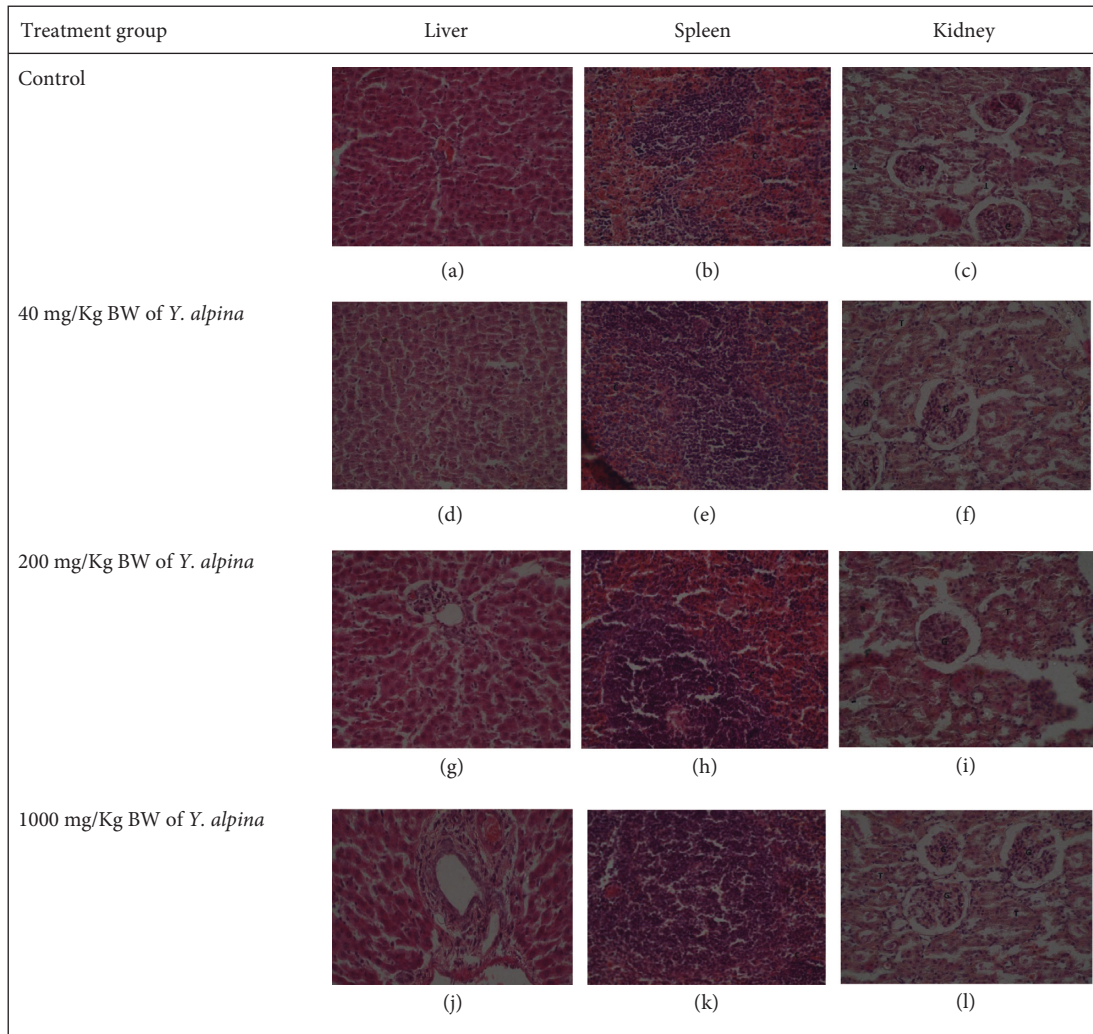 Treatment group Liver Spleen Kidney
Control
(a) (b) (c)
40 mg/Kg BW of Y. alpina
(d) (e) (f)
200 mg/Kg BW of Y. alpina
(g) (h) (i)
1000 mg/Kg BW of Y. alpina
(j) (k) (l)